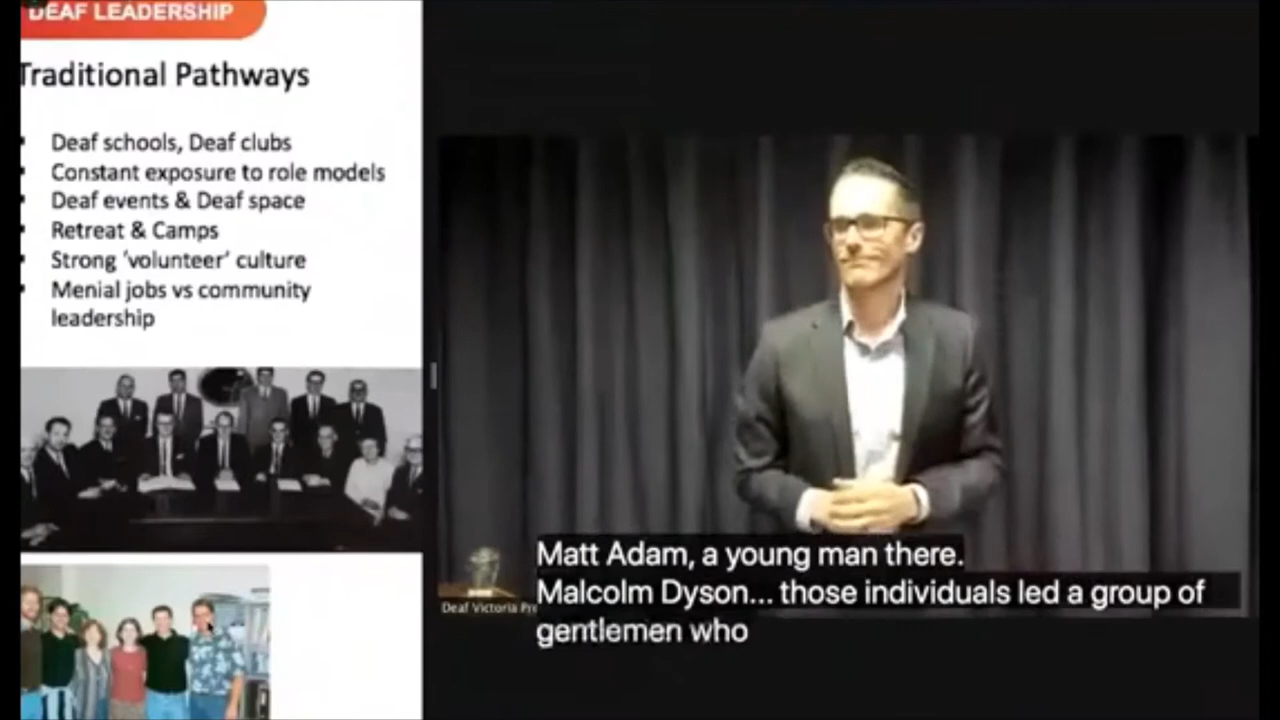 DEAF LEADERSHIP
Traditional Pathways
Deaf schools, Deaf clubs
Constant exposure to role models
Deaf events & Deaf space
Retreat & Camps
Strong 'volunteer' culture
Menial jobs vs community
leadership
Deaf Victoria
Matt Adam, a young man there.
Malcolm Dyson... those individuals led a group of
gentlemen who